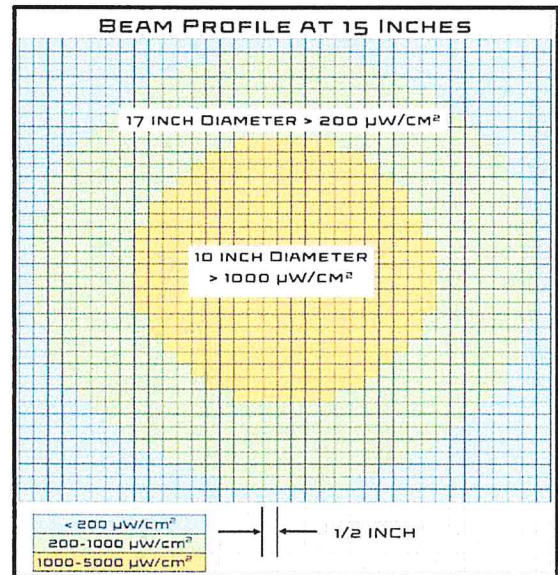 BEAM PROFILE AT 15 INCHES
17 INCH DIAMETER > 200 µW/cm²
10 INCH DIAMETER
> 1000 µW/cm²
< 200 µW/cm²
200-1000 µW/cm²
1000-5000 µW/cm²
1/2 INCH